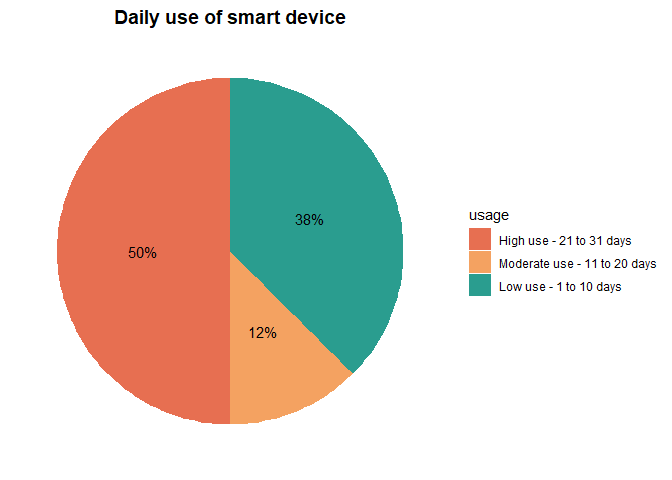 Daily use of smart device
38%
50%
12%
usage
High use - 21 to 31 days
Moderate use - 11 to 20 days
Low use - 1 to 10 days